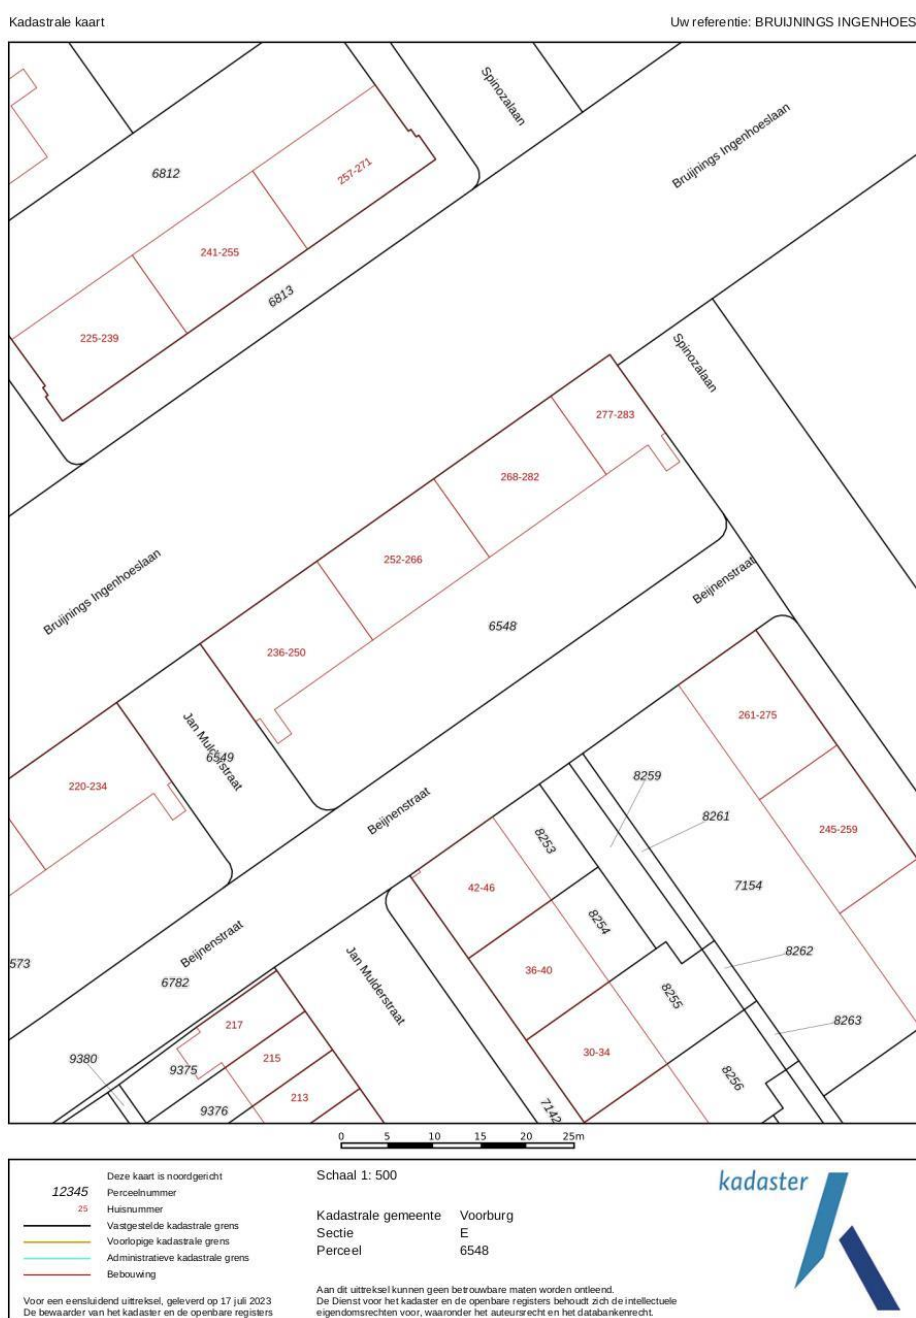 Kadastrale kaart
Uw referentie: BRUIJNINGS INGENHOES
Spinozalaan
Bruijnings Ingenhoeslaan
6812
257-271
241-255
6813
225-239
Spinozalaan
277-283
268-282
252-266
Bruijnings Ingenhoeslaan
Beijnenstraat
6548
236-250
261-275
Jan Mulderstraat
6549
220-234
8259
Beijnenstraat
8261
8253
245-259
42-46
7154
8254
Beijnenstraat
573
8262
36-40
6782
Jan Mulderstraat
8255
8263
217
30-34
9380
215
9375
8256
213
9376
7142
0 5 10 15 20 25m
Deze kaart is noordgericht
12345 Perceelnummer
25 Huisnummer
Vastgestelde kadastrale grens
Voorlopige kadastrale grens
Administratieve kadastrale grens
Bebouwing
Voor een eensluidend uittreksel, geleverd op 17 juli 2023
De bewaarder van het kadaster en de openbare registers
Schaal 1: 500
Kadastrale gemeente Voorburg
Sectie E
Perceel 6548
Aan dit uittreksel kunnen geen betrouwbare maten worden ontleend.
De Dienst voor het kadaster en de openbare registers behoudt zich de intellectuele
eigendomsrechten voor, waaronder het auteursrecht en het databankenrecht.
kadaster